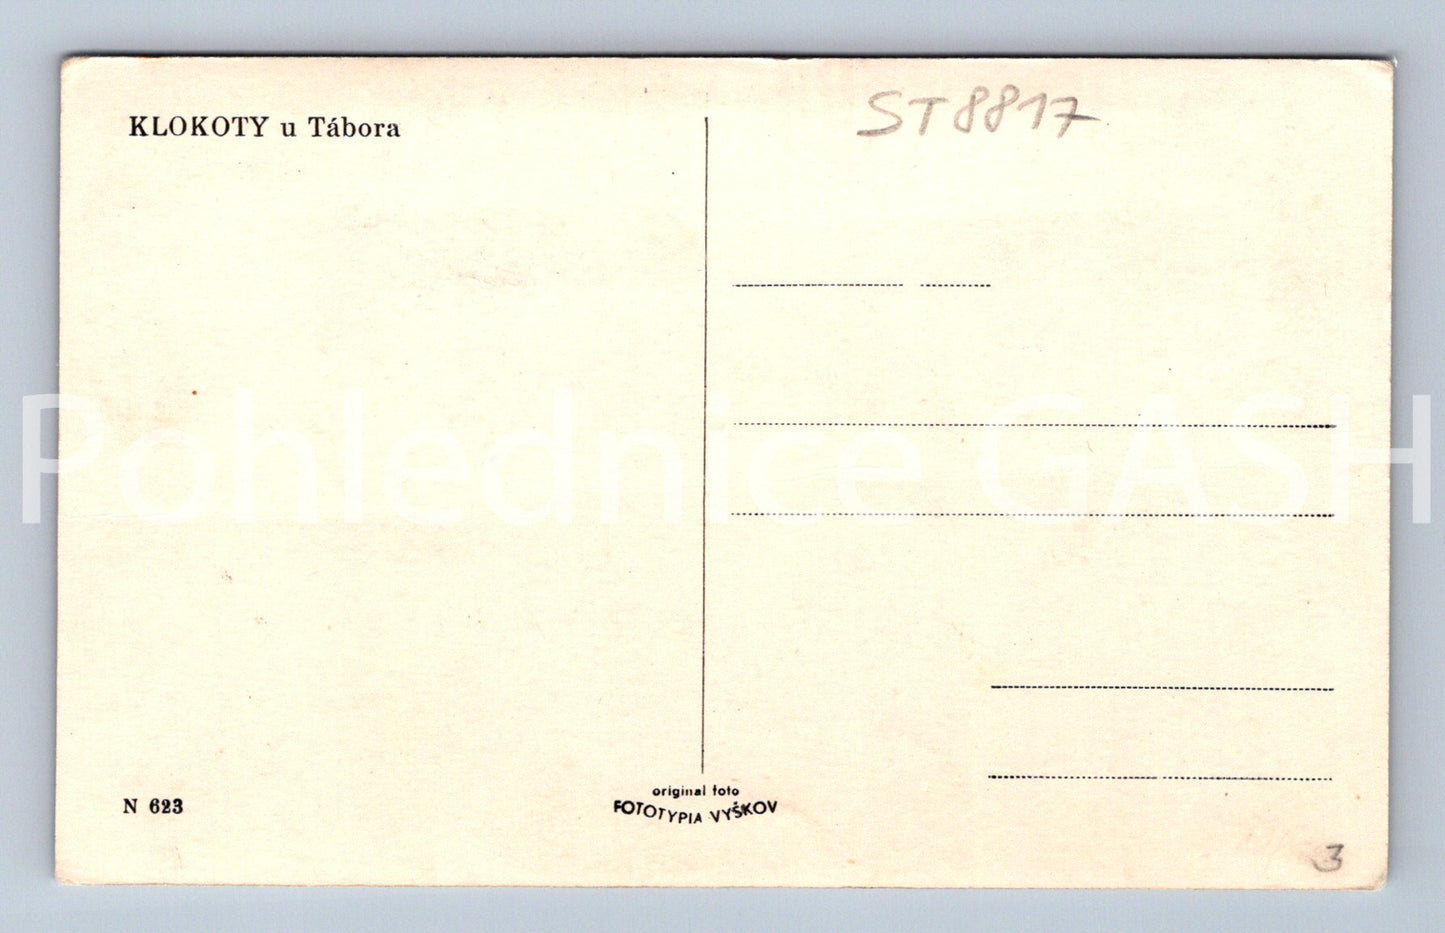 KLOKOTY u Tábora
ST8817
Pohlednice GASH
N 623
original foto
FOTOTYPIA VYŠKOV
3